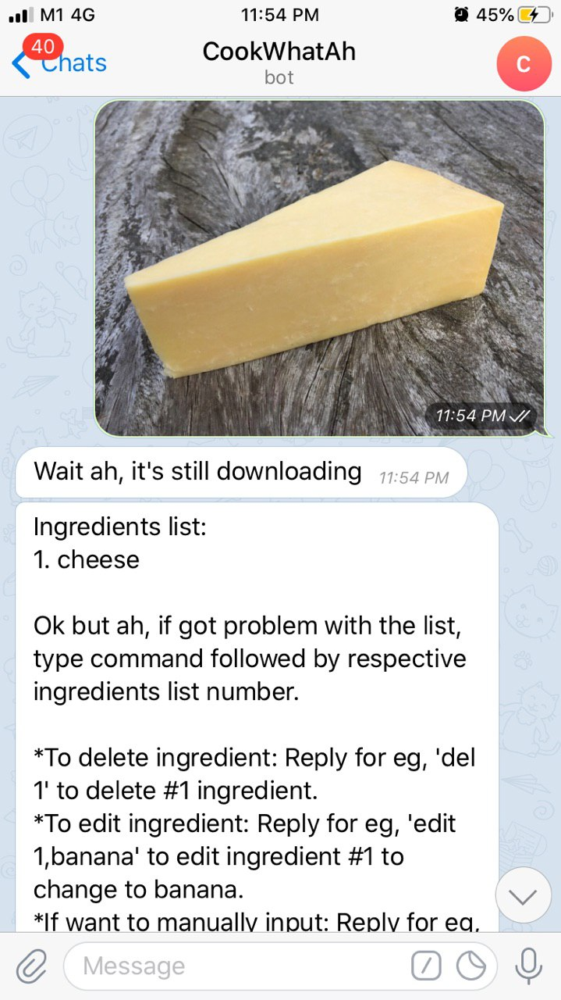 M1 4G 11:54 PM 45%
40
Chats
CookWhatAh
bot
C
11:54 PM
Wait ah, it's still downloading 11:54 PM
Ingredients list:
1. cheese
Ok but ah, if got problem with the list,
type command followed by respective
ingredients list number.
*To delete ingredient: Reply for eg, 'del
1' to delete #1 ingredient.
*To edit ingredient: Reply for eg, 'edit
1,banana' to edit ingredient #1 to
change to banana.
*If want to manually input: Reply for eg,
Message